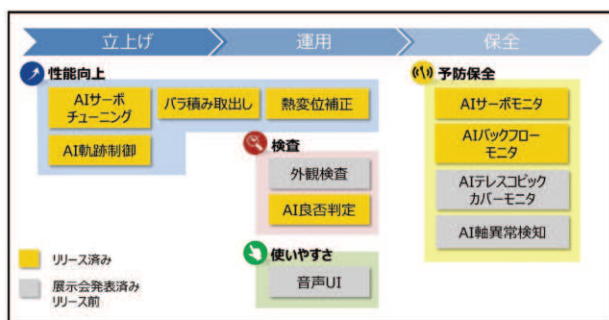 立上げ
運用
保全
性能向上
AIサーボ
チューニング
バラ積み取出し
熱変位補正
AI軌跡制御
検査
外観検査
AI良否判定
使いやすさ
音声UI
予防保全
AIサーボモニタ
AIバックフロー
モニタ
AIテレスコピック
カバーモニタ
AI軸異常検知
リリース済み
展示会発表済み
リリース前